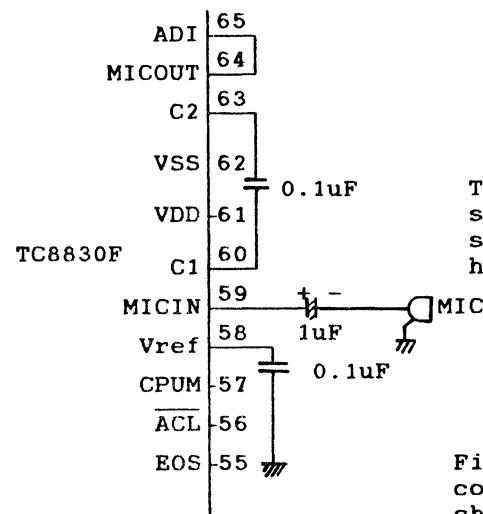 ADI 65
MICOUT 64
C2 63
VSS 62
0.1uF
VDD 61
TC8830F
C1 60
MICIN 59
+ -
MIC
1uF
Vref 58
0.1uF
CPUM 57
ACL 56
EOS 55
T
s
s
h
Fi
co